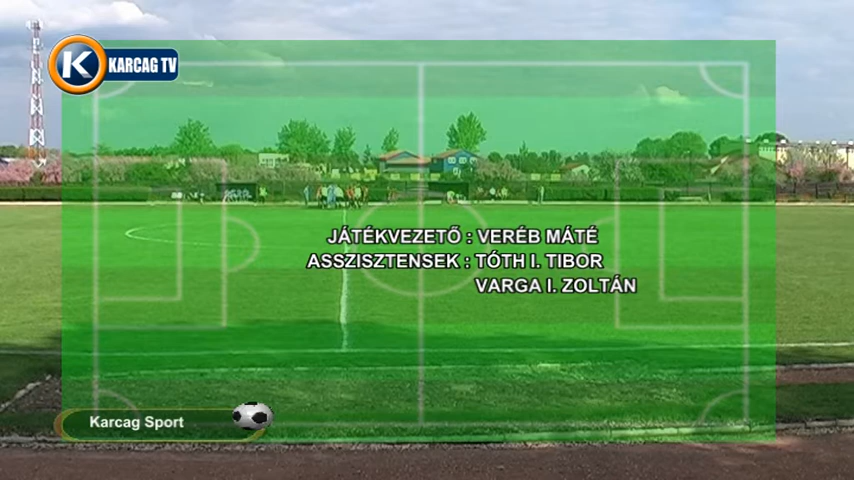 K KARCAG TV
JÁTÉKVEZETŐ : VERÉB MÁTÉ
ASSZISZTENSEK : TÓTH I. TIBOR
VARGA I. ZOLTÁN
Karcag Sport